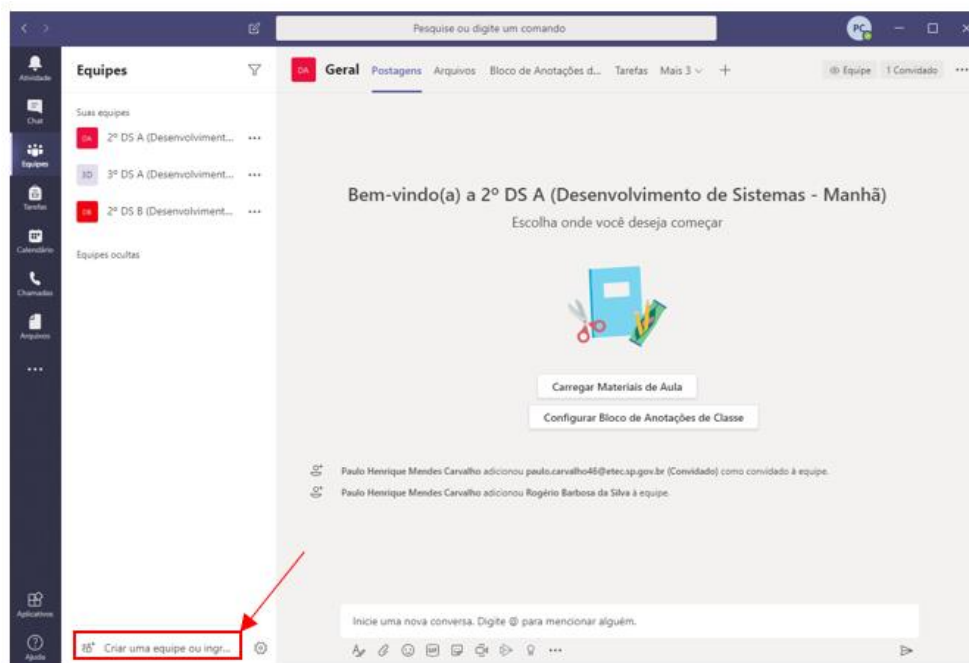 Pesquise ou digite um comando
PC
Atividade
Chat
Equipes
Tarefas
Calendário
Chamadas
Arquivos
Aplicativos
Ajuda
Equipes
Suas equipes
DA 2º DS A (Desenvolviment...
3D 3º DS A (Desenvolviment...
DB 2º DS B (Desenvolviment...
Equipes ocultas
Criar uma equipe ou ingr...
DA Geral Postagens Arquivos Bloco de Anotações d... Tarefas Mais 3 Equipe 1 Convidado
Bem-vindo(a) a 2º DS A (Desenvolvimento de Sistemas - Manhã)
Escolha onde você deseja começar
Carregar Materiais de Aula
Configurar Bloco de Anotações de Classe
Paulo Henrique Mendes Carvalho adicionou paulo.carvalho46@etec.sp.gov.br (Convidado) como convidado à equipe.
Paulo Henrique Mendes Carvalho adicionou Rogério Barbosa da Silva à equipe.
Inicie uma nova conversa. Digite @ para mencionar alguém.
GIF